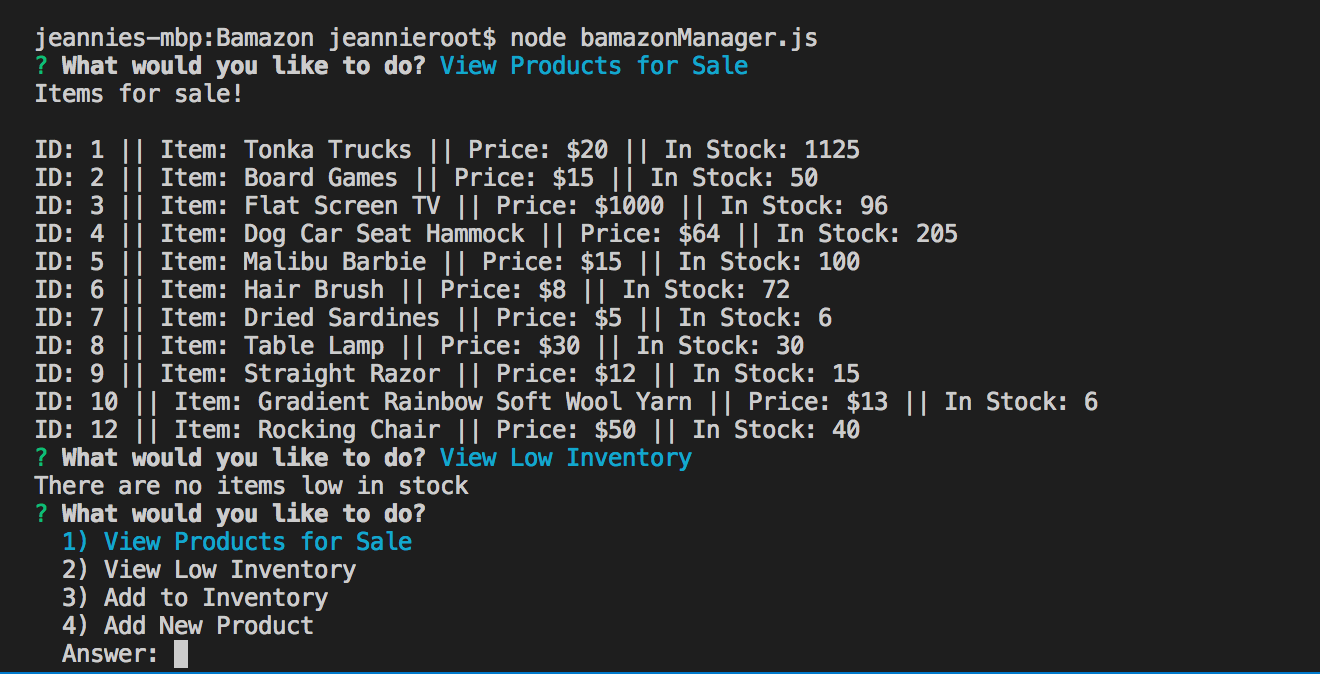 jeannies-mbp:Bamazon jeannieroot$ node bamazonManager.js
? What would you like to do? View Products for Sale
Items for sale!
ID: 1 || Item: Tonka Trucks || Price: $20 || In Stock: 1125
ID: 2 || Item: Board Games || Price: $15 || In Stock: 50
ID: 3 || Item: Flat Screen TV || Price: $1000 || In Stock: 96
ID: 4 || Item: Dog Car Seat Hammock || Price: $64 || In Stock: 205
ID: 5 || Item: Malibu Barbie || Price: $15 || In Stock: 100
ID: 6 || Item: Hair Brush || Price: $8 || In Stock: 72
ID: 7 || Item: Dried Sardines || Price: $5 || In Stock: 6
ID: 8 || Item: Table Lamp || Price: $30 || In Stock: 30
ID: 9 || Item: Straight Razor || Price: $12 || In Stock: 15
ID: 10 || Item: Gradient Rainbow Soft Wool Yarn || Price: $13 || In Stock: 6
ID: 12 || Item: Rocking Chair || Price: $50 || In Stock: 40
? What would you like to do? View Low Inventory
There are no items low in stock
? What would you like to do?
1) View Products for Sale
2) View Low Inventory
3) Add to Inventory
4) Add New Product
Answer: